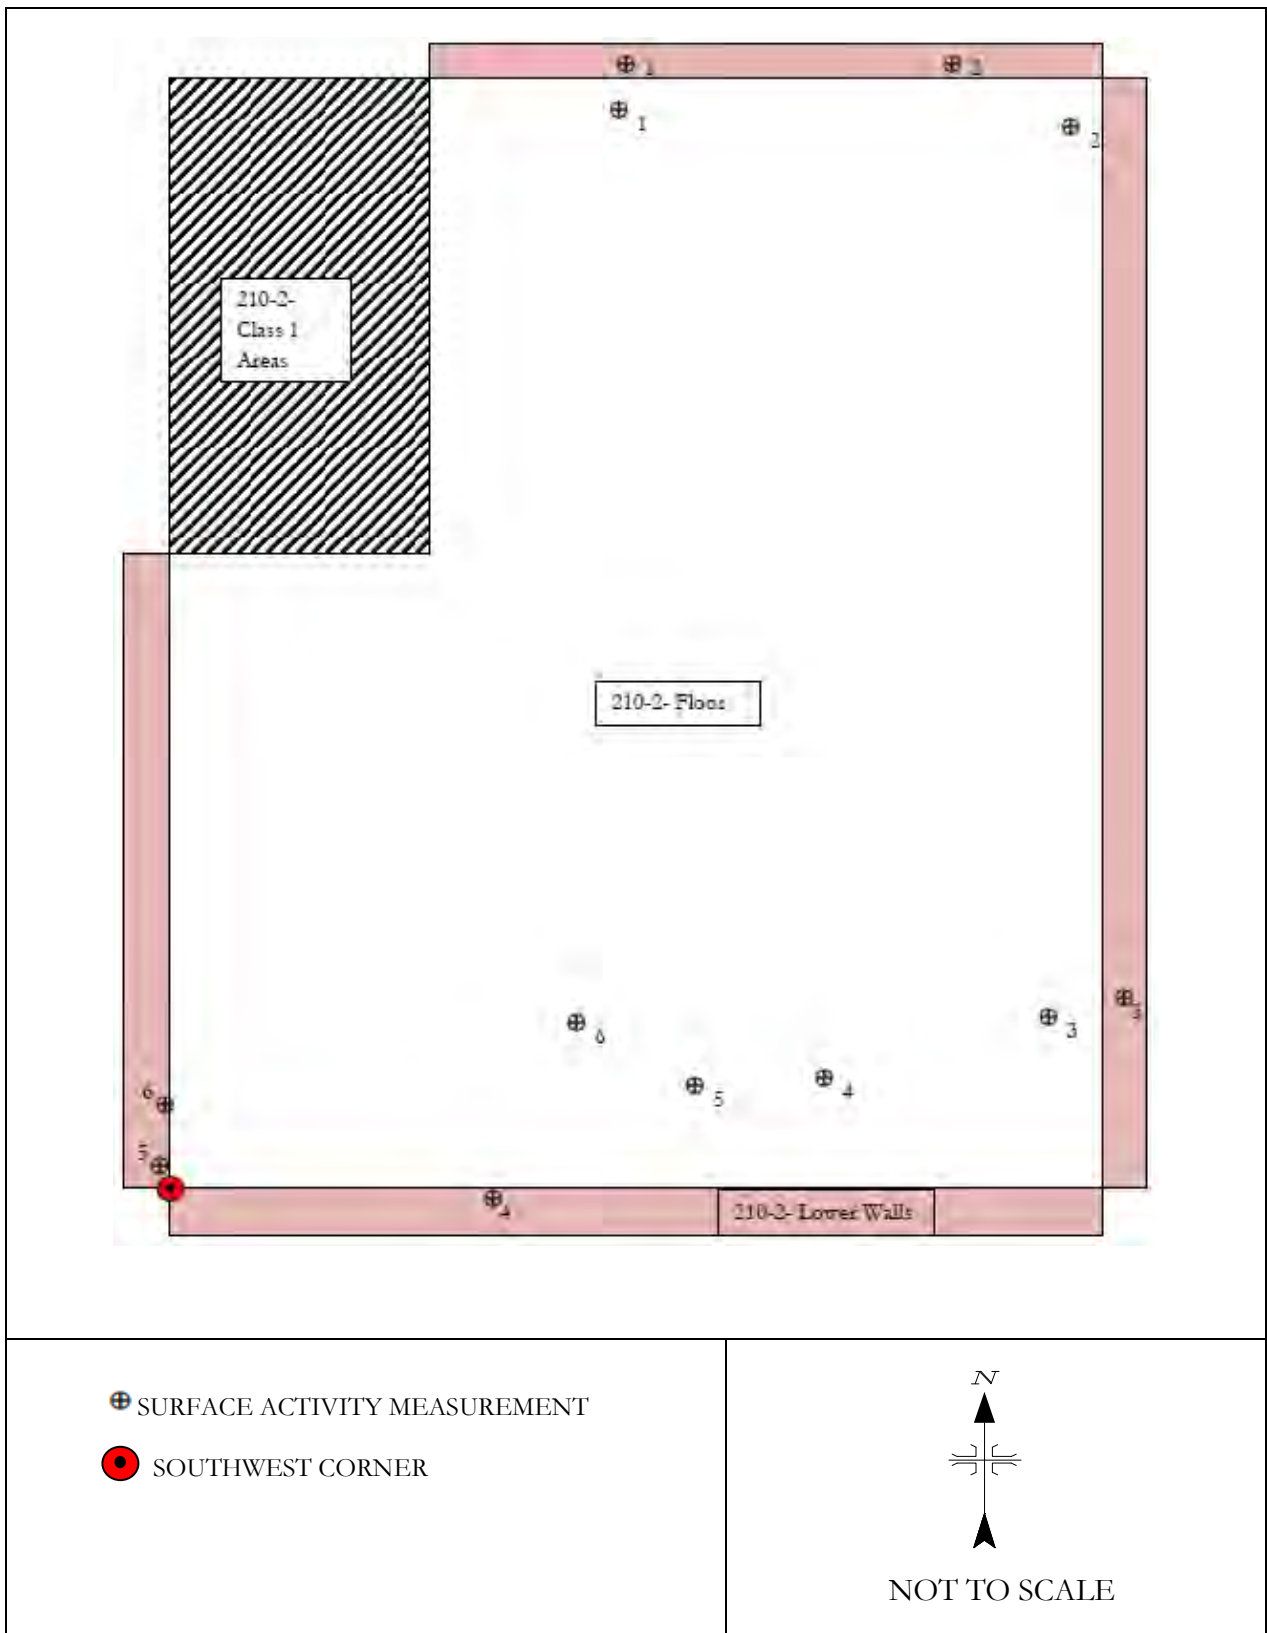 1
2
1
2
210-2-
Class 1
Areas
210-2- Floor
3
3
6
5
4
6
5
4
210-2- Lower Walls
SURFACE ACTIVITY MEASUREMENT
SOUTHWEST CORNER
N
NOT TO SCALE